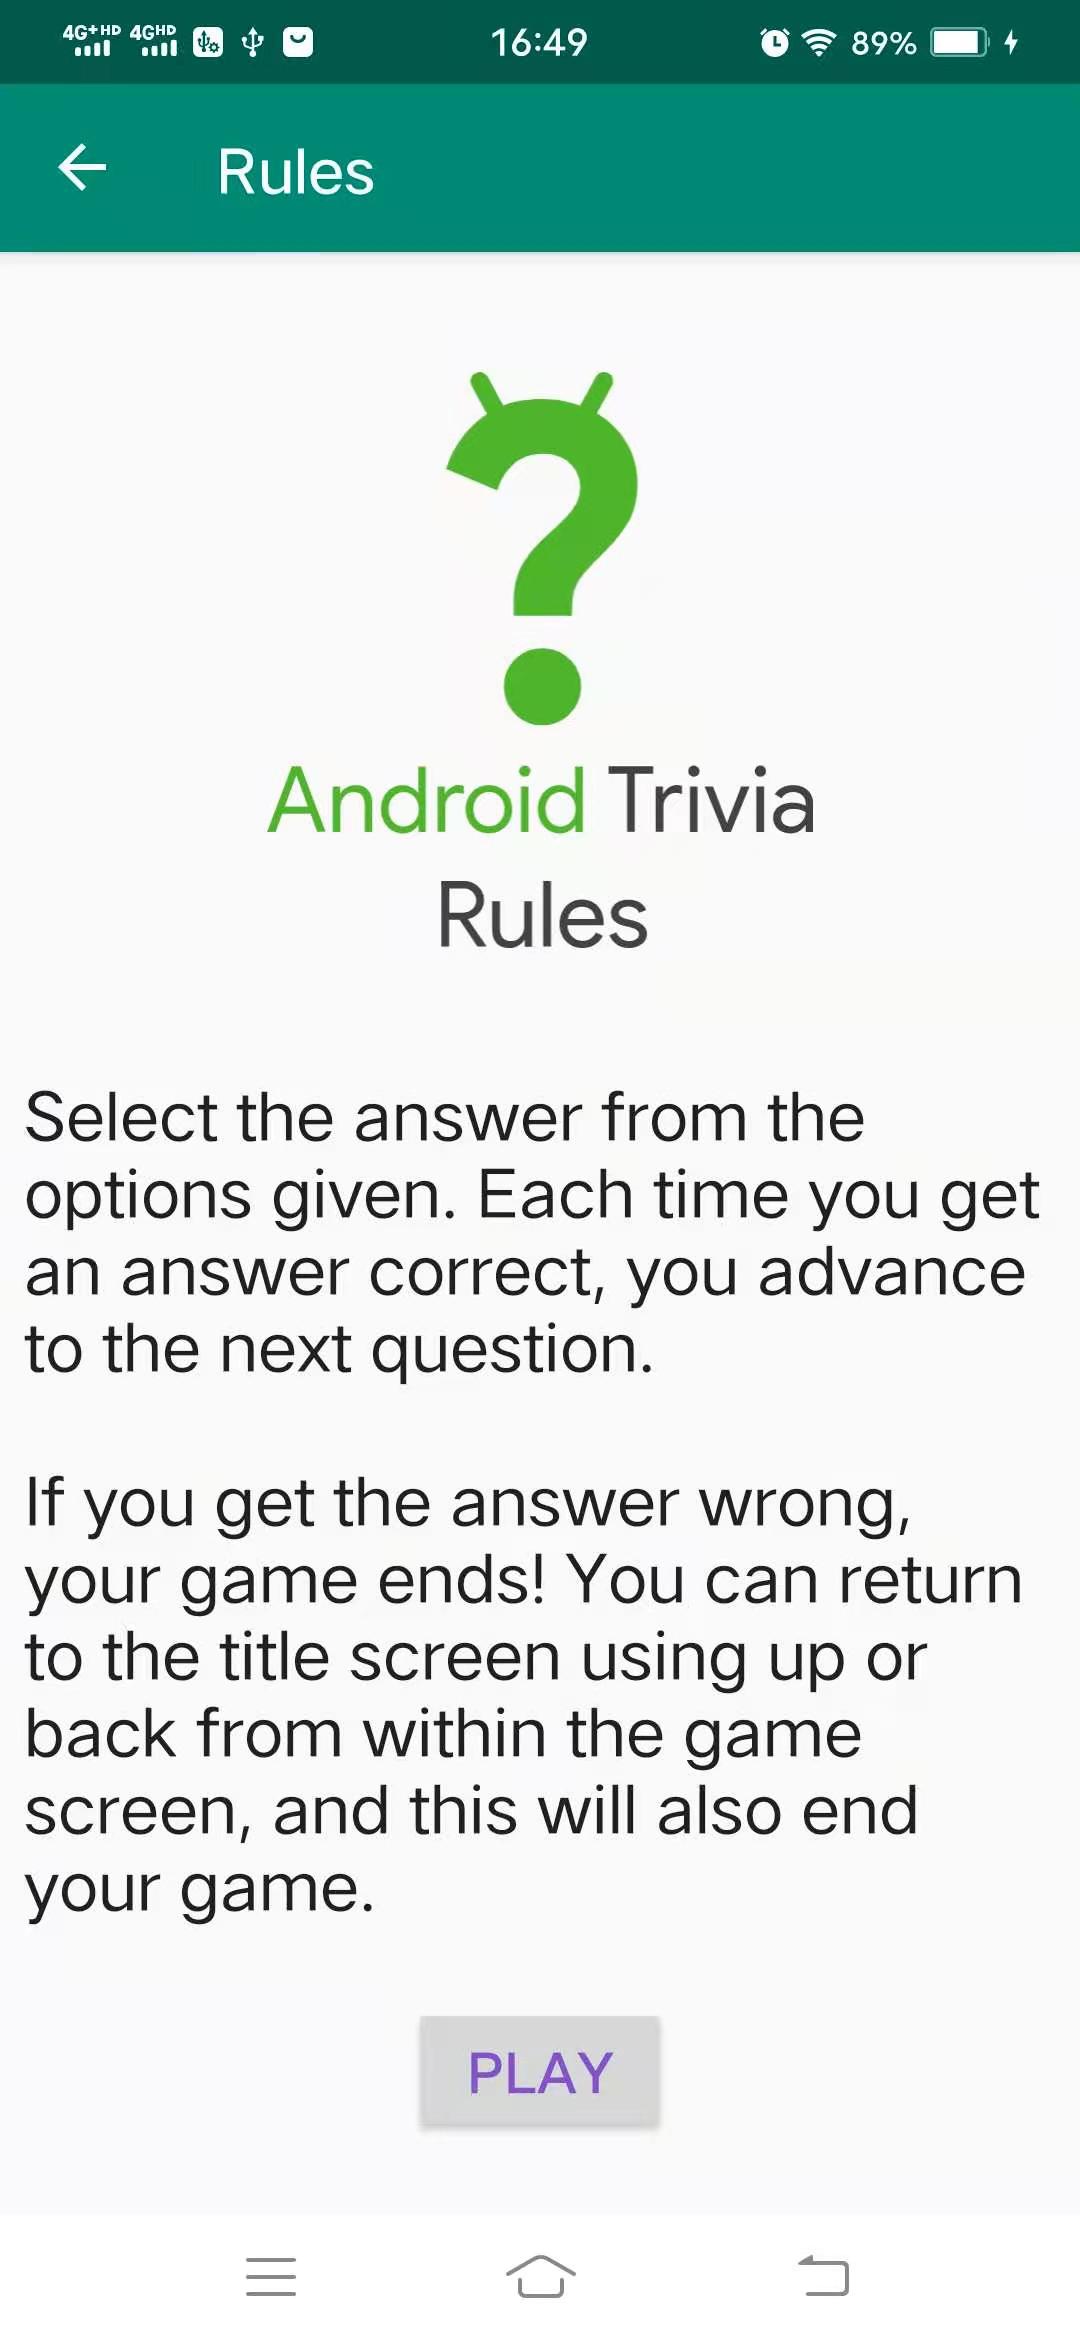 4G+HD 4GHD 16:49 89%
Rules
Android Trivia
Rules
Select the answer from the
options given. Each time you get
an answer correct, you advance
to the next question.
If you get the answer wrong,
your game ends! You can return
to the title screen using up or
back from within the game
screen, and this will also end
your game.
PLAY